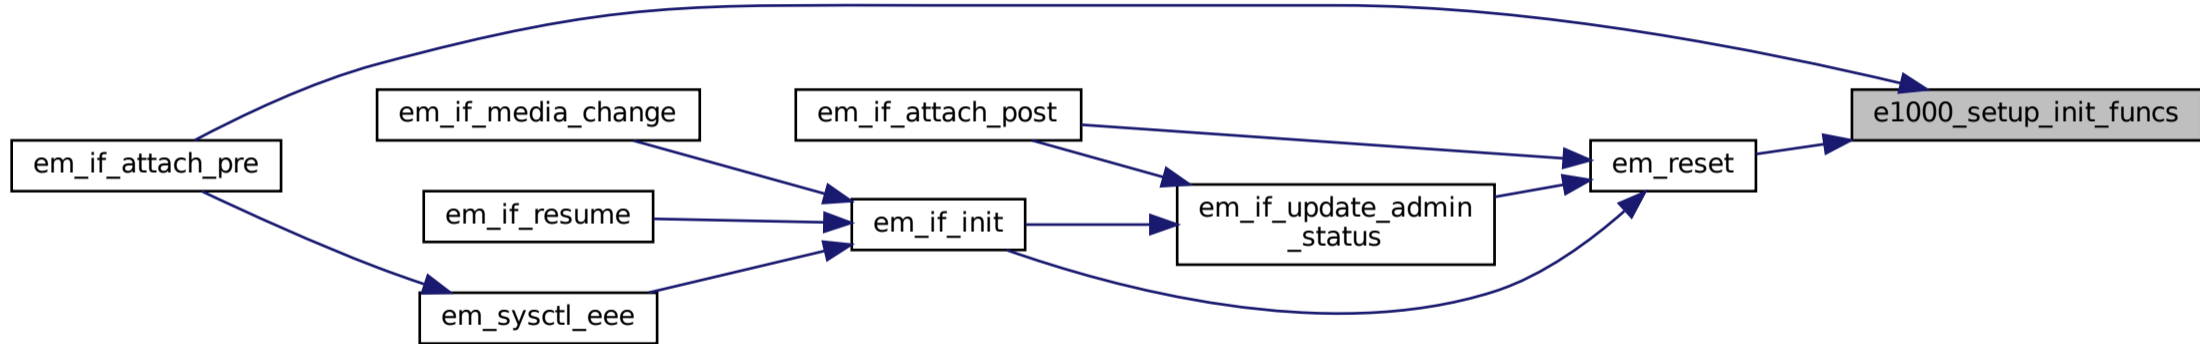 em_if_attach_pre
em_if_media_change
em_if_resume
em_sysctl_eee
em_if_attach_post
em_if_init
em_if_update_admin
_status
em_reset
e1000_setup_init_funcs